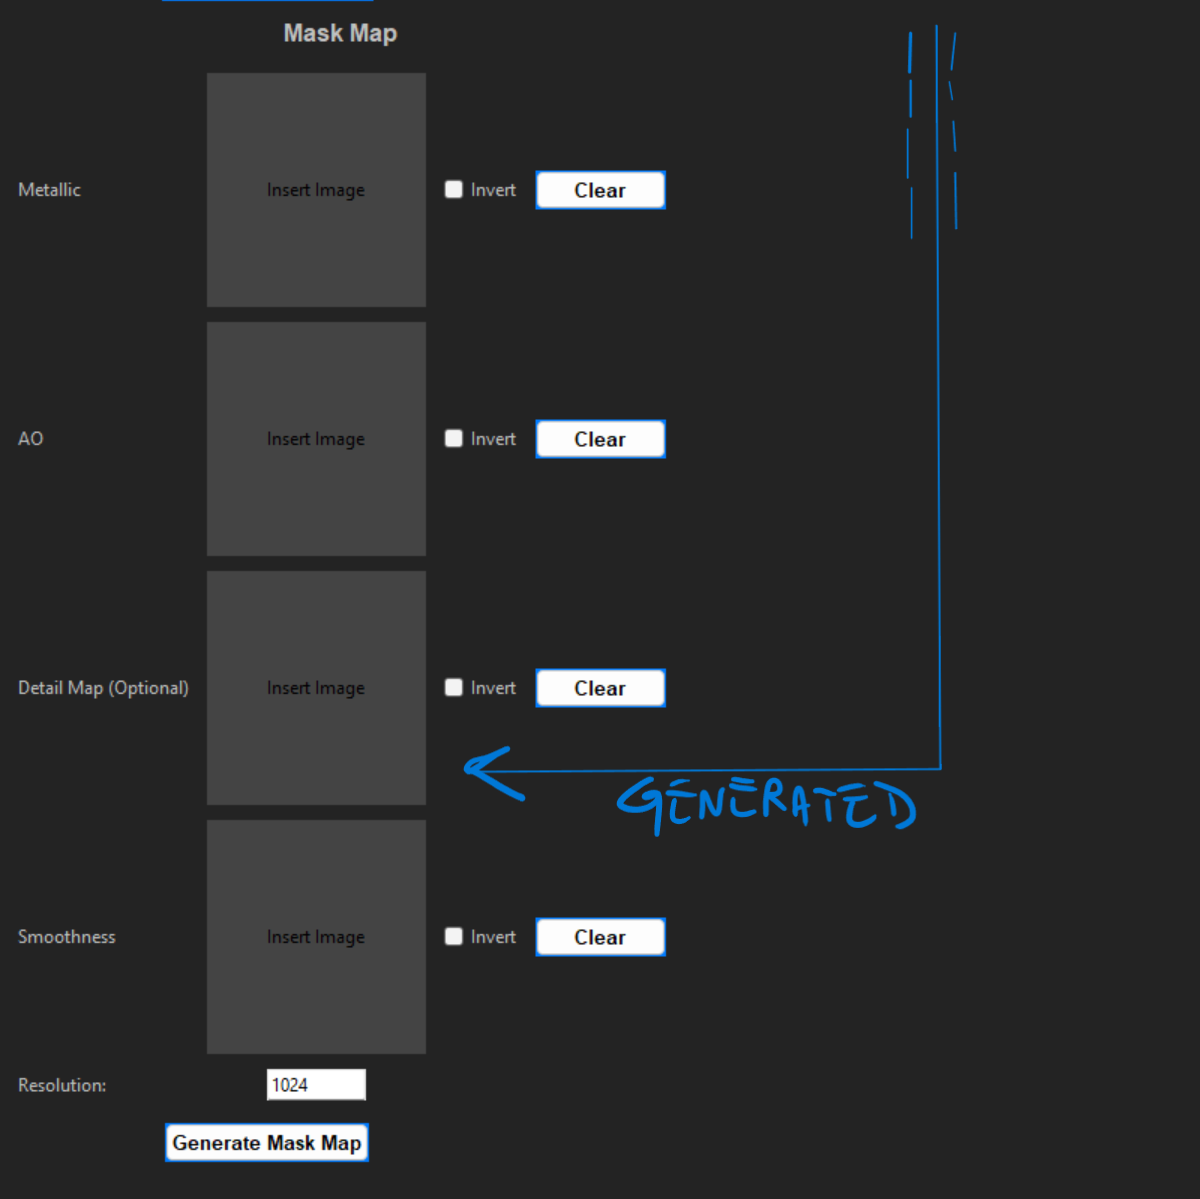 Mask Map
Metallic
Insert Image
Invert
Clear
AO
Insert Image
Invert
Clear
Detail Map (Optional)
Insert Image
Invert
Clear
GENERATED
Smoothness
Insert Image
Invert
Clear
Resolution:
1024
Generate Mask Map